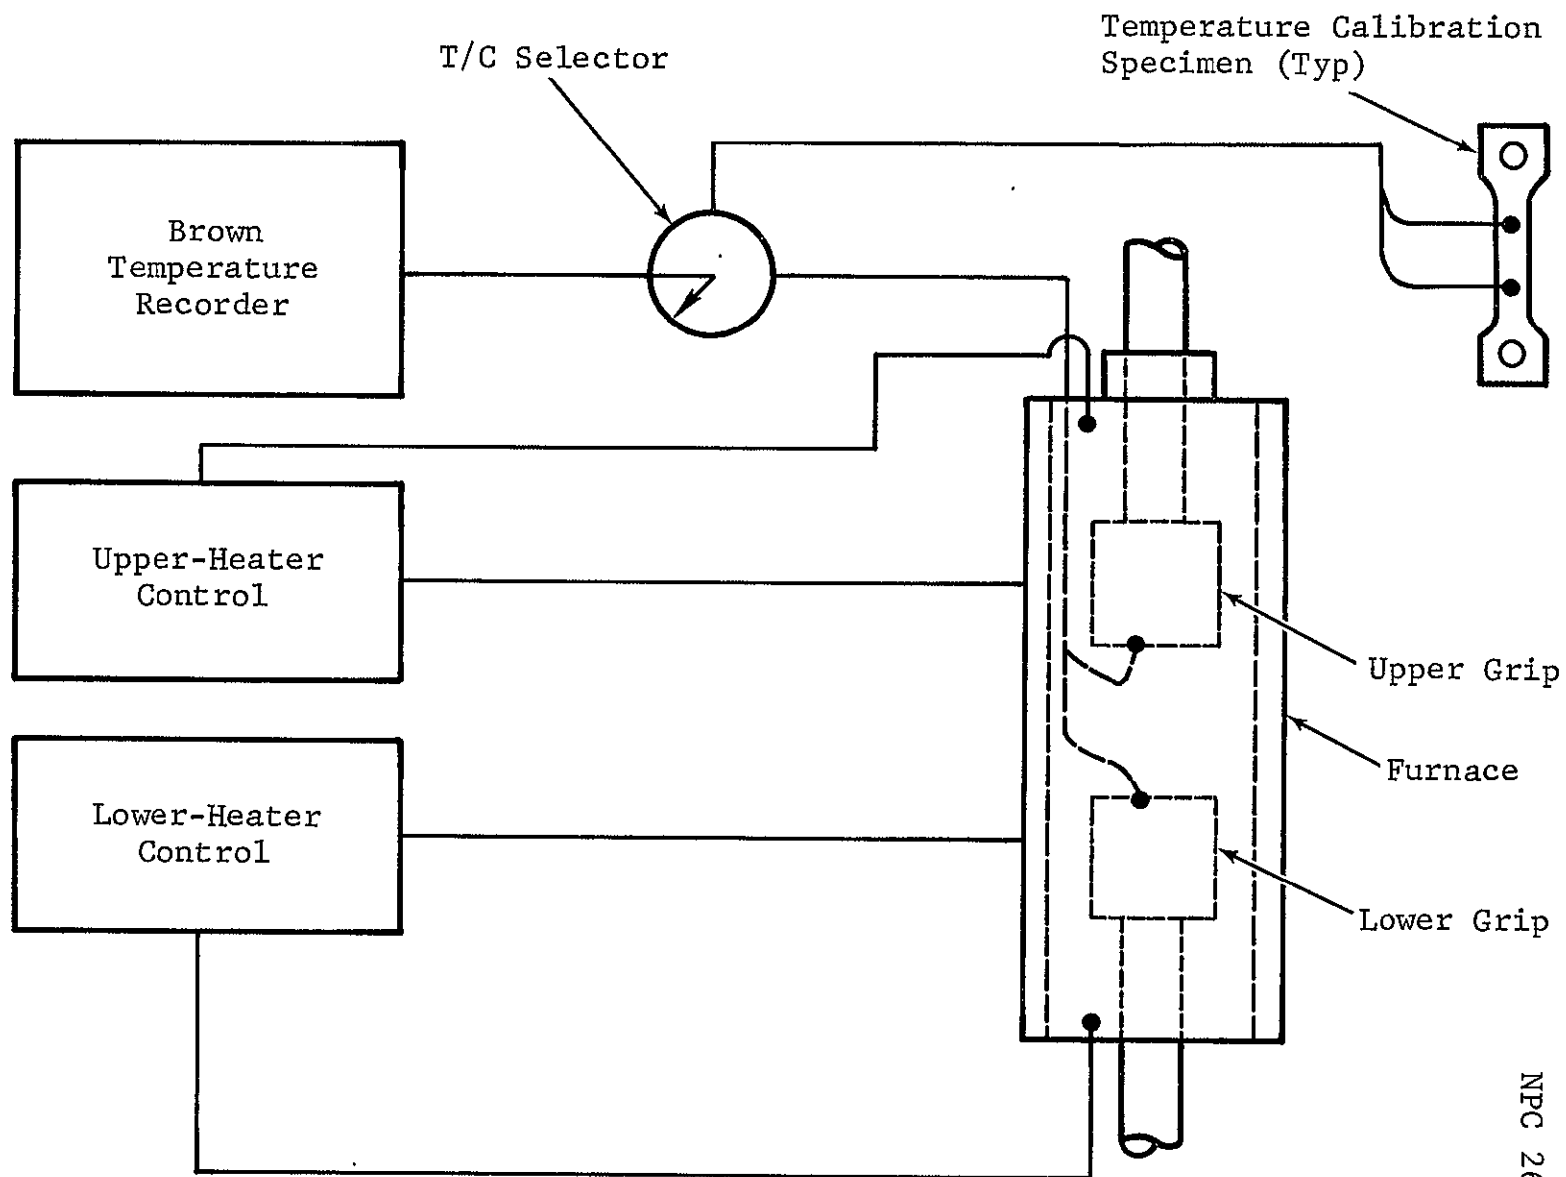 T/C Selector
Temperature Calibration
Specimen (Typ)
Brown
Temperature
Recorder
Upper-Heater
Control
Upper Grip
Furnace
Lower-Heater
Control
Lower Grip
NPC